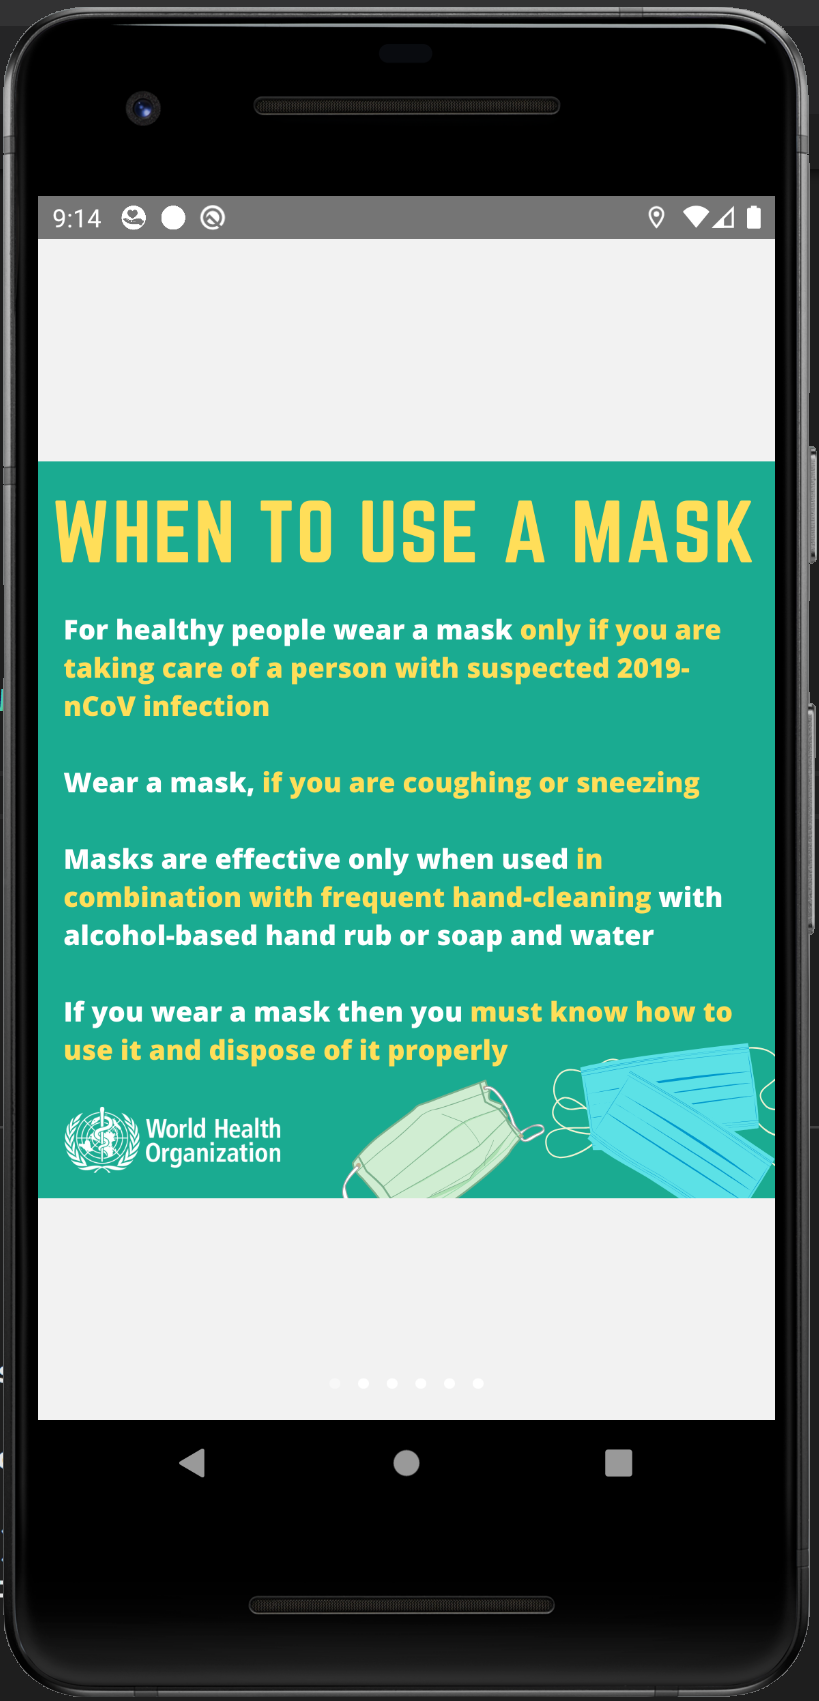 9:14
WHEN TO USE A MASK
For healthy people wear a mask only if you are
taking care of a person with suspected 2019-
nCoV infection
Wear a mask, if you are coughing or sneezing
Masks are effective only when used in
combination with frequent hand-cleaning with
alcohol-based hand rub or soap and water
If you wear a mask then you must know how to
use it and dispose of it properly
World Health
Organization